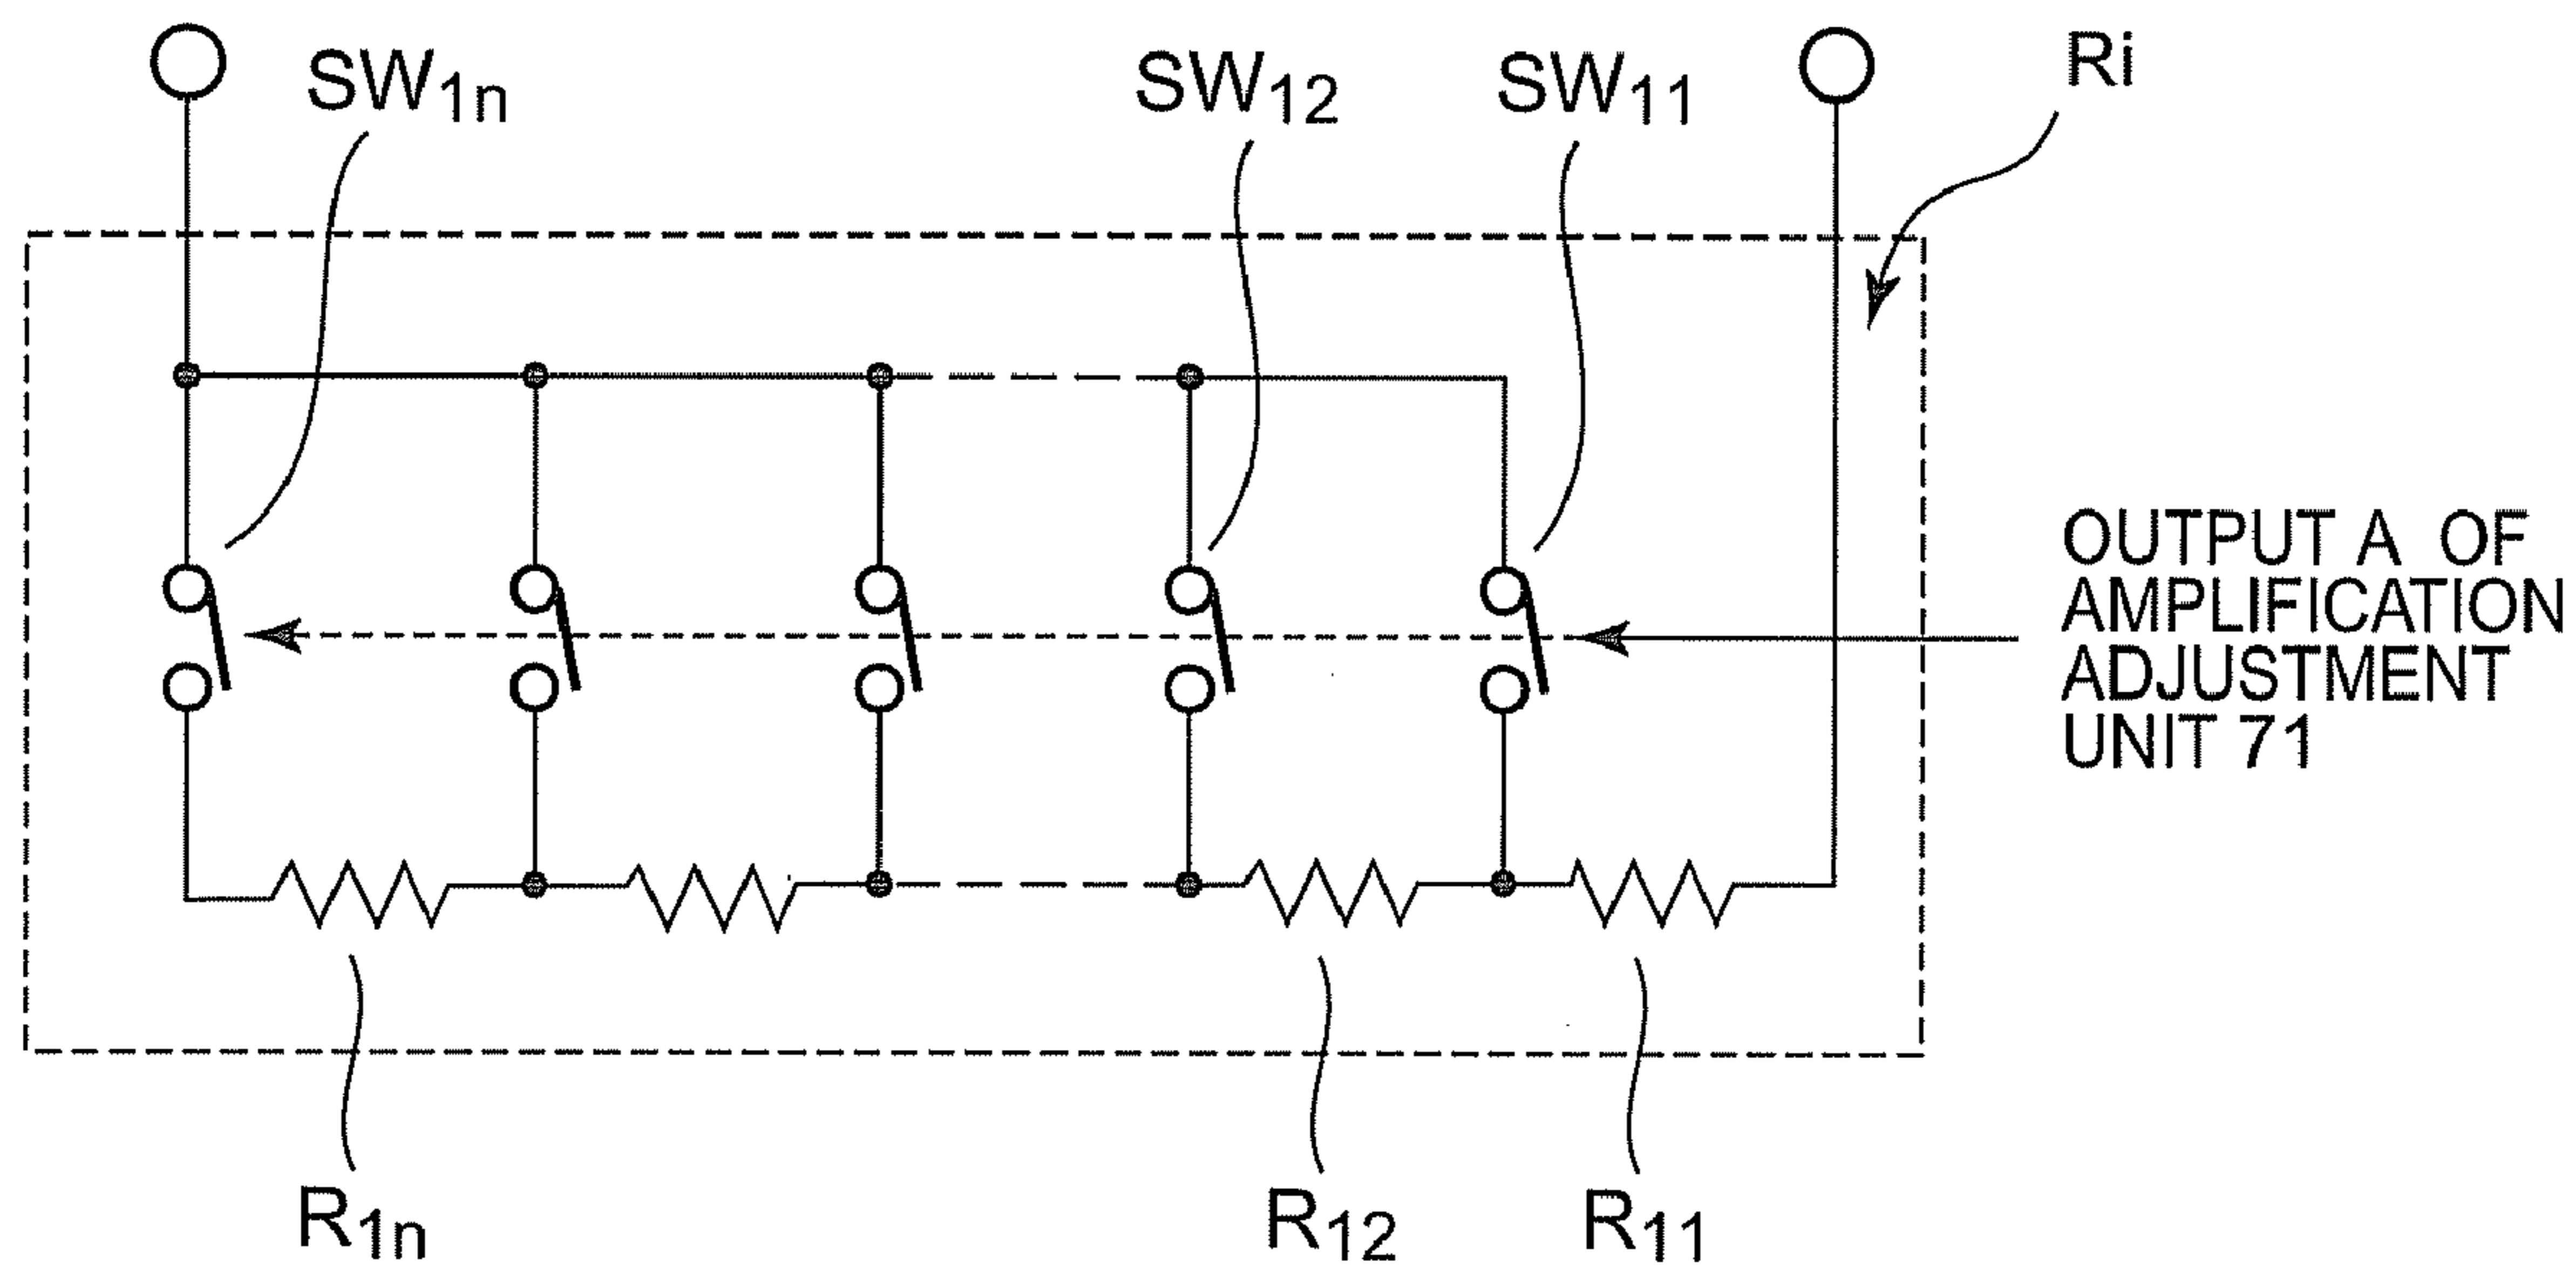 SW1n
SW12
SW11
Ri
OUTPUT A OF
AMPLIFICATION
ADJUSTMENT
UNIT 71
R1n
R12
R11